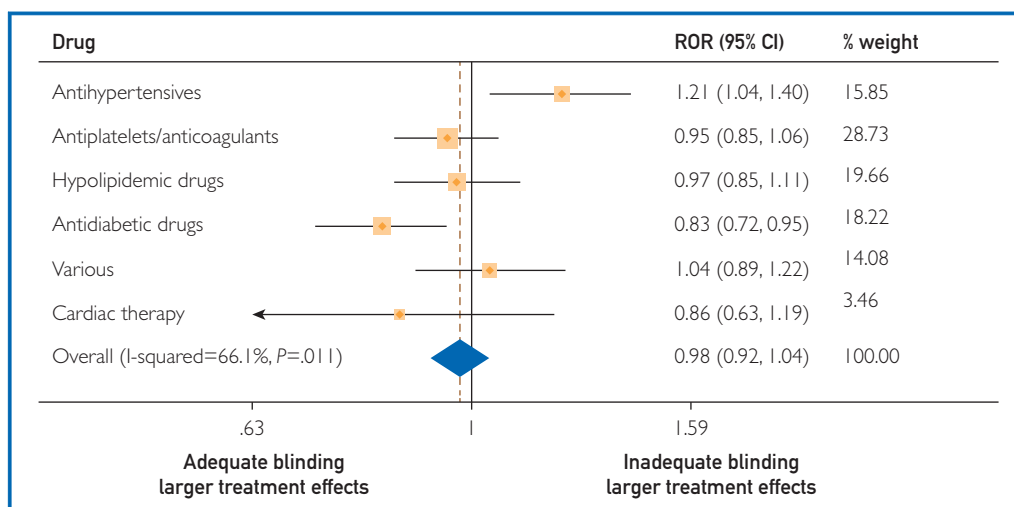 Drug ROR (95% CI) % weight
Antihypertensives 1.21 (1.04, 1.40) 15.85
Antiplatelets/anticoagulants 0.95 (0.85, 1.06) 28.73
Hypolipidemic drugs 0.97 (0.85, 1.11) 19.66
Antidiabetic drugs 0.83 (0.72, 0.95) 18.22
Various 1.04 (0.89, 1.22) 14.08
Cardiac therapy 0.86 (0.63, 1.19) 3.46
Overall (I-squared=66.1%, P=.011) 0.98 (0.92, 1.04) 100.00
.63 1 1.59
Adequate blinding Inadequate blinding
larger treatment effects larger treatment effects